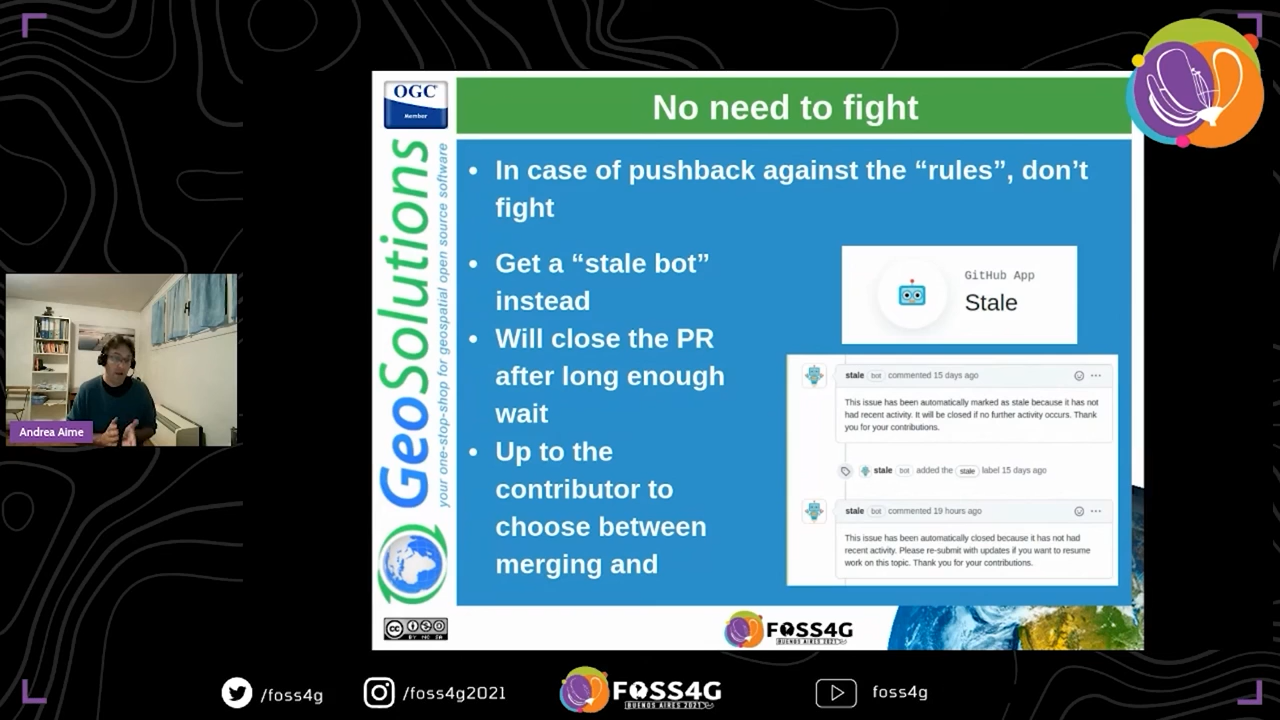 OGC
Member
GeoSolutions
your one-stop-shop for geospatial open source software
No need to fight
• In case of pushback against the “rules”, don’t
fight
• Get a “stale bot”
instead
• Will close the PR
after long enough
wait
• Up to the
contributor to
choose between
merging and
GitHub App
Stale
stale bot commented 15 days ago
This issue has been automatically marked as stale because it has not
had recent activity. It will be closed if no further activity occurs. Thank
you for your contributions.
stale bot added the stale label 15 days ago
stale bot commented 19 hours ago
This issue has been automatically closed because it has not had
recent activity. Please re-submit with updates if you want to resume
work on this topic. Thank you for your contributions.
Andrea Aime
CC
BY NC SA
FOSS4G
BUENOS AIRES 2021
/foss4g
/foss4g2021
FOSS4G
BUENOS AIRES 2021
foss4g